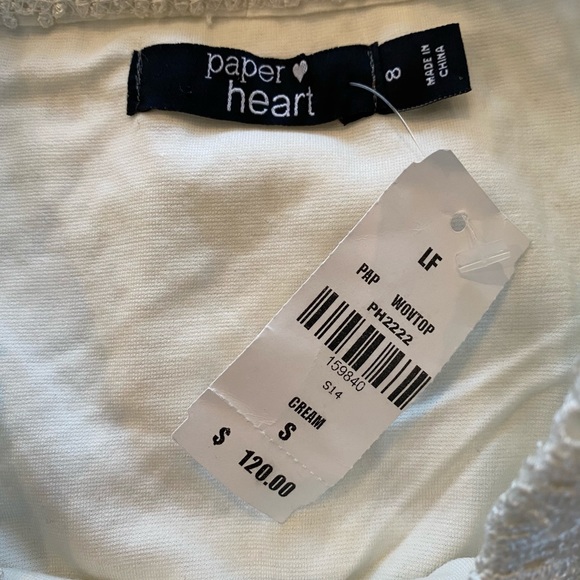 paper
heart
8
MADE IN
CHINA
LF
PAP WOVTOP
PH2222
159840
S14
CREAM
S
$ 120.00